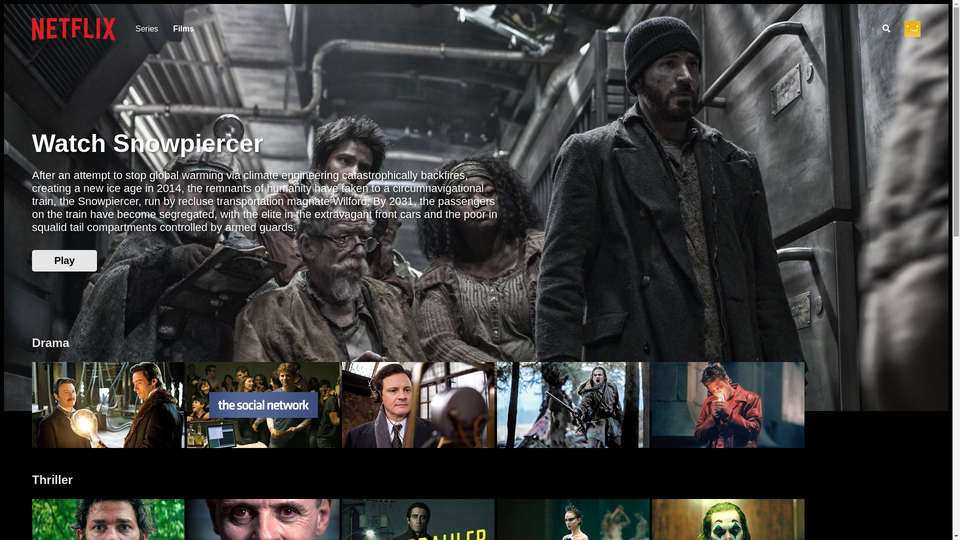 NETFLIX
Series
Films
Watch Snowpiercer
After an attempt to stop global warming via climate engineering catastrophically backfires,
creating a new ice age in 2014, the remnants of humanity have taken to a circumnavigational
train, the Snowpiercer, run by recluse transportation magnate Wilford. By 2031, the passengers
on the train have become segregated, with the elite in the extravagant front cars and the poor in
squalid tail compartments controlled by armed guards.
Play
Drama
the social network
Thriller